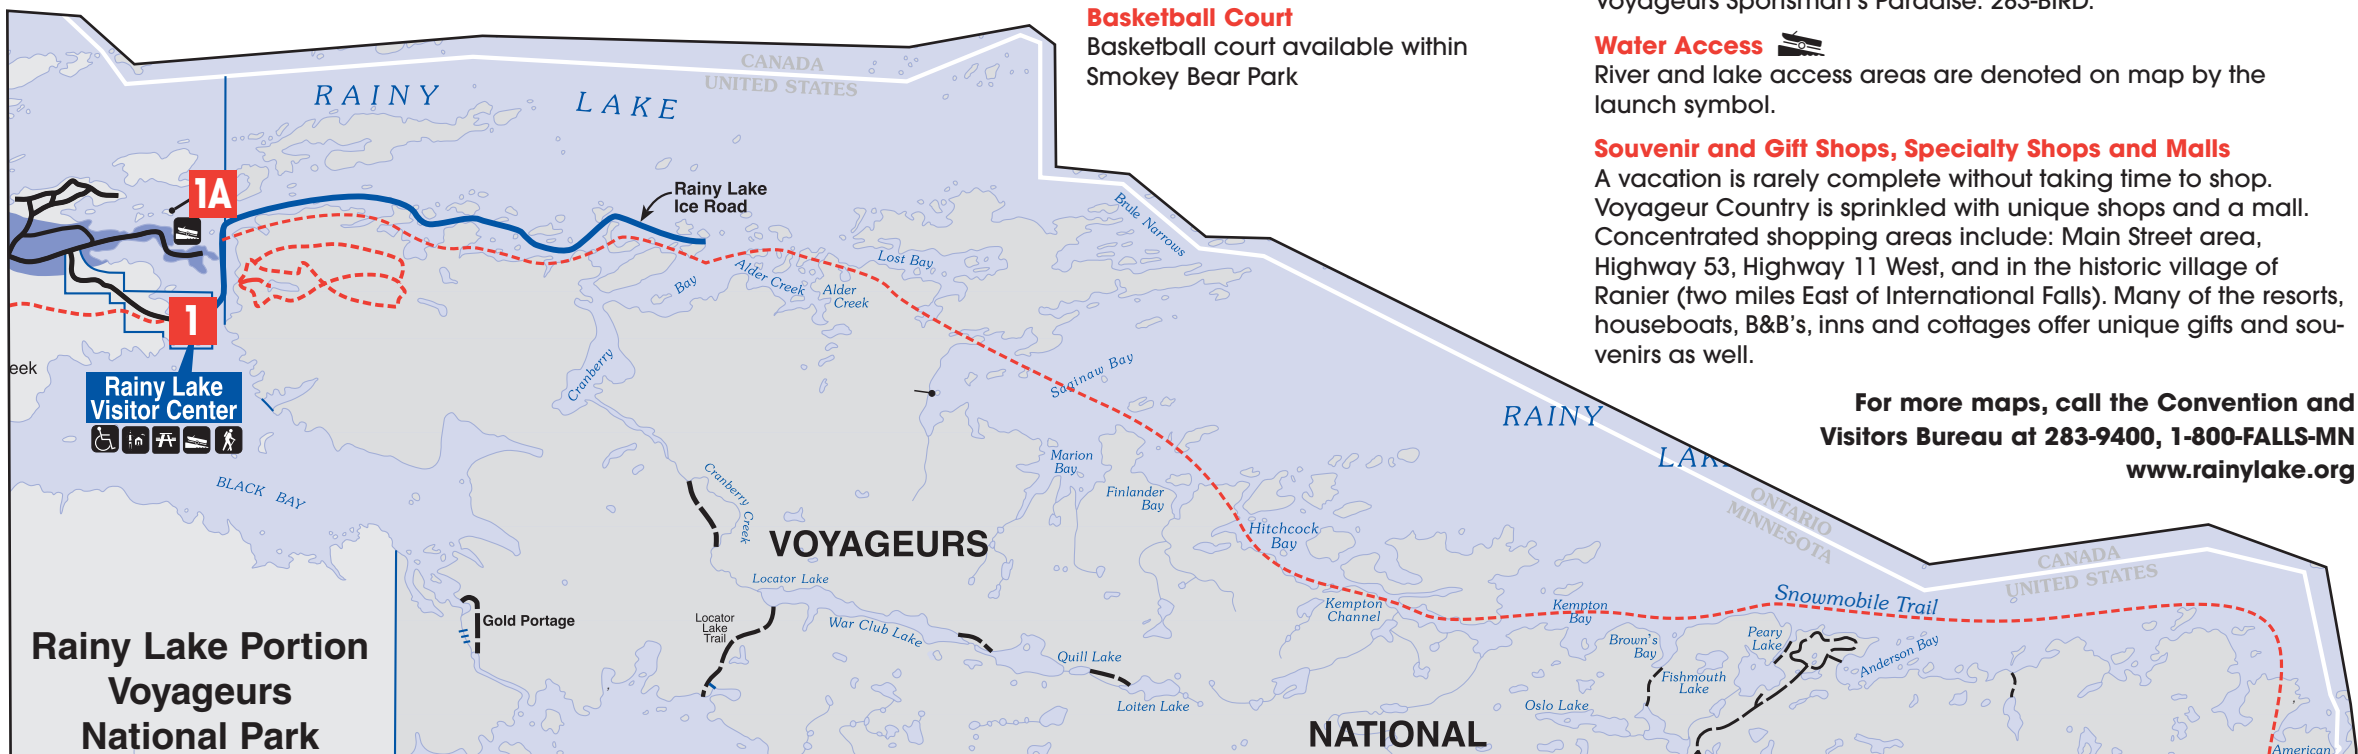 Basketball Court
Basketball court available within
Smokey Bear Park
Voyageurs Sportsman's Paradise: 283-BIRD.
Water Access
River and lake access areas are denoted on map by the
launch symbol.
Souvenir and Gift Shops, Specialty Shops and Malls
A vacation is rarely complete without taking time to shop.
Voyageur Country is sprinkled with unique shops and a mall.
Concentrated shopping areas include: Main Street area,
Highway 53, Highway 11 West, and in the historic village of
Ranier (two miles East of International Falls). Many of the resorts,
houseboats, B&B's, inns and cottages offer unique gifts and sou-
venirs as well.
For more maps, call the Convention and
Visitors Bureau at 283-9400, 1-800-FALLS-MN
www.rainylake.org
CANADA
UNITED STATES
RAINY LAKE
1A
Rainy Lake
Ice Road
Brule Narrows
Lost Bay
Bay
Alder Creek
Alder
Creek
1
eek
Rainy Lake
Visitor Center
Cranberry
Saginaw Bay
RAINY
LAKE
BLACK BAY
Cranberry
Creek
Marion
Bay
Finlander
Bay
VOYAGEURS
Hitchcock
Bay
ONTARIO
MINNESOTA
CANADA
UNITED STATES
Locator Lake
Gold Portage
Locator
Lake
Trail
War Club Lake
Kempton
Channel
Kempton
Bay
Snowmobile Trail
Brown's
Bay
Peary
Lake
Anderson Bay
Quill Lake
Fishmouth
Lake
Loiten Lake
Oslo Lake
Rainy Lake Portion
Voyageurs
National Park
NATIONAL
American